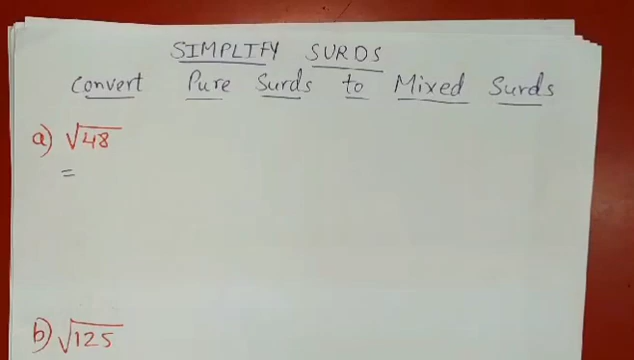 SIMPLIFY SURDS
Convert Pure Surds to Mixed Surds
a) √48
=
b) √125